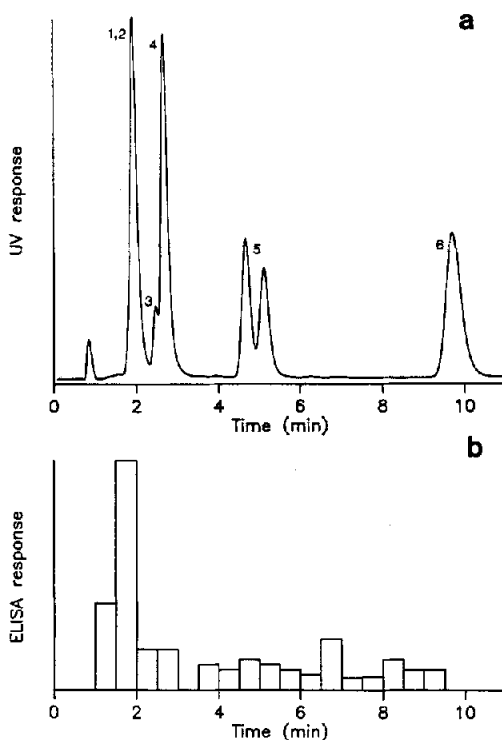 a
1,2
4
3
5
6
UV response
0 2 4 6 8 10
Time (min)
b
ELISA response
0 2 4 6 8 10
Time (min)